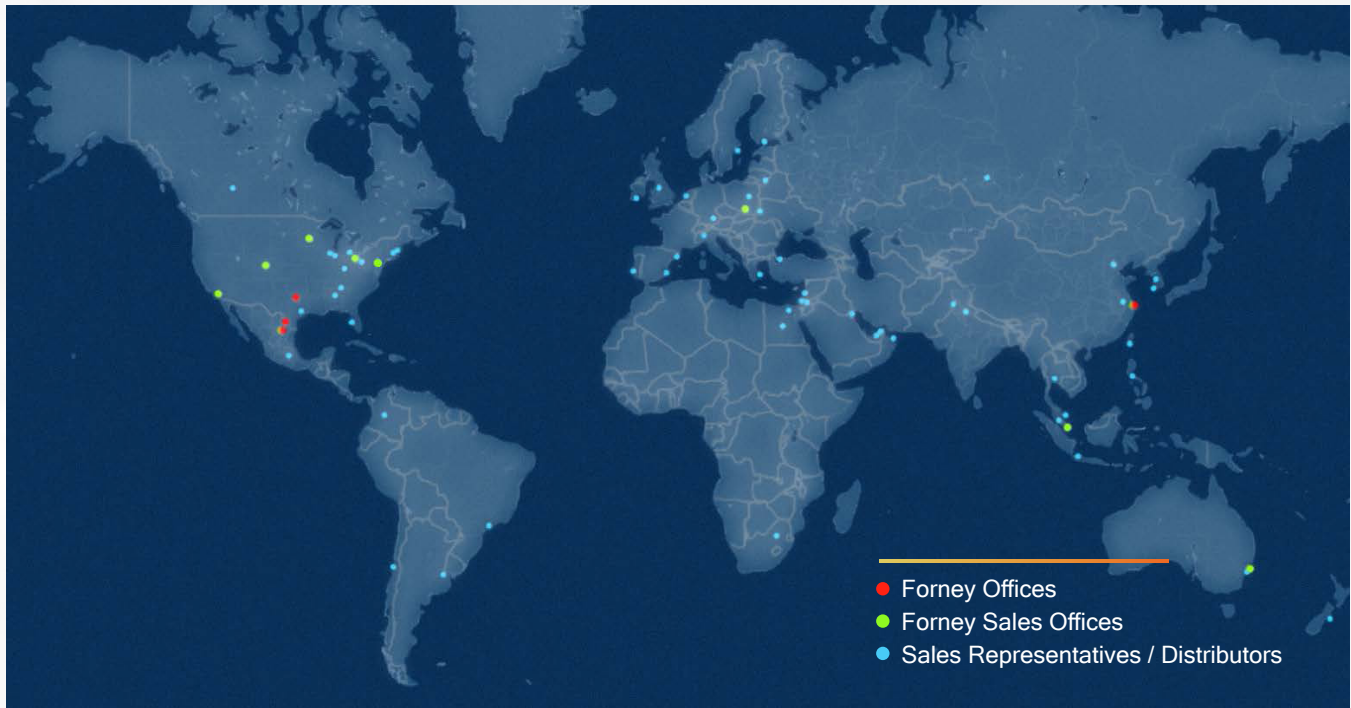 Forney Offices
Forney Sales Offices
Sales Representatives / Distributors